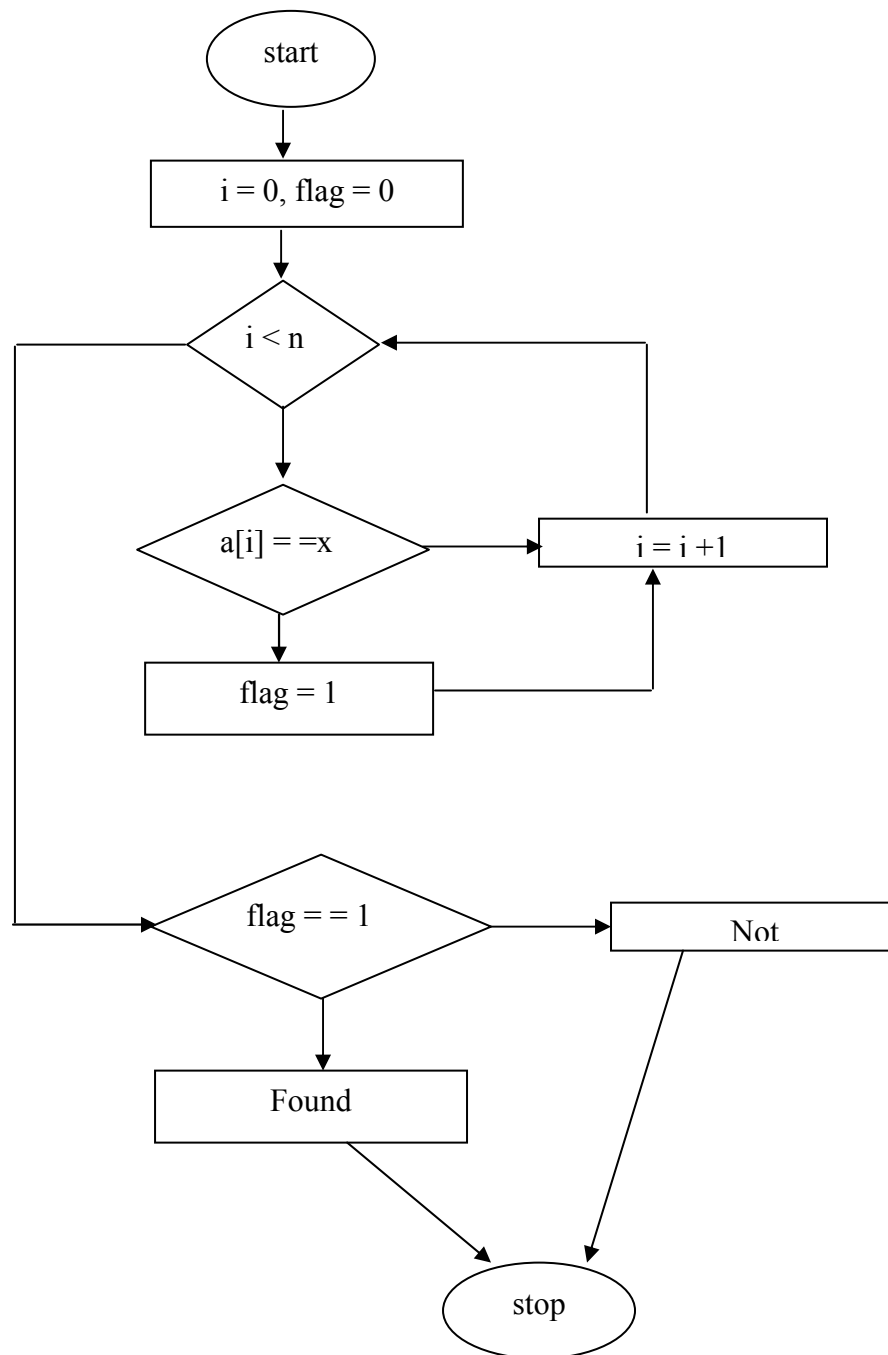 start
i = 0, flag = 0
i < n
a[i] = =x
i = i +1
flag = 1
flag = = 1
Not
Found
stop